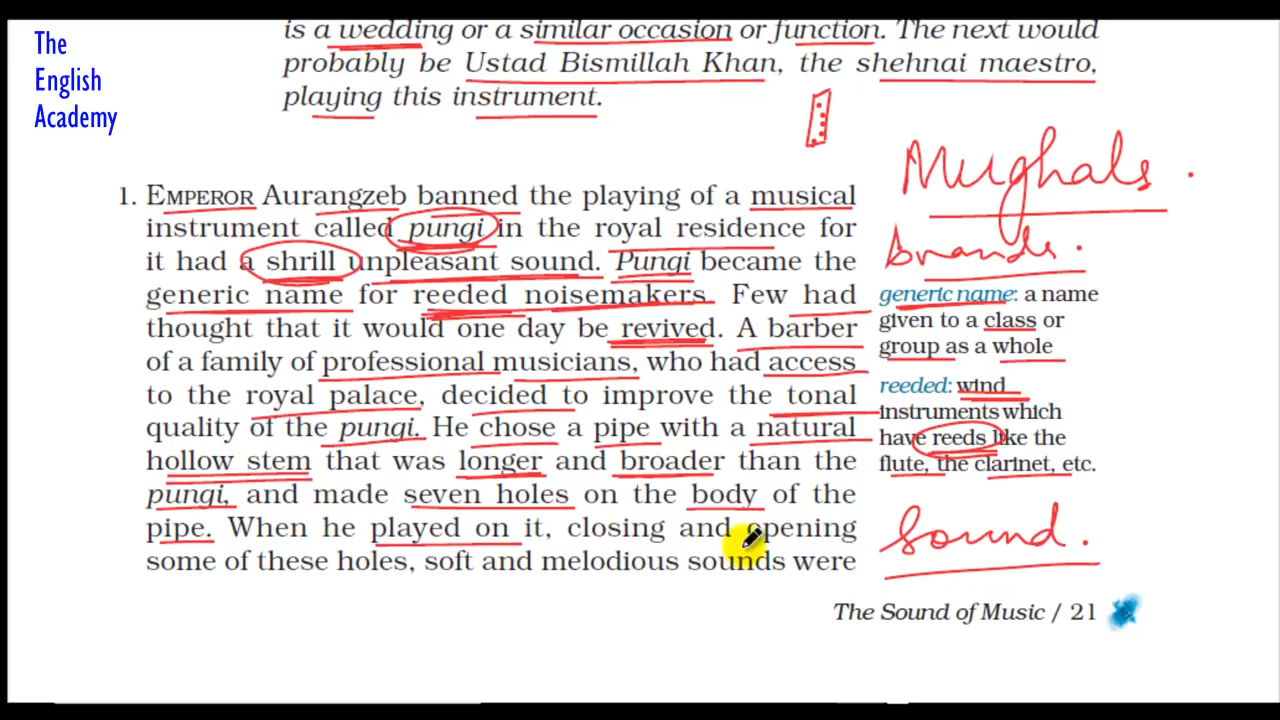 The
English
Academy
is a wedding or a similar occasion or function. The next would
probably be Ustad Bismillah Khan, the shehnai maestro,
playing this instrument.
1. EMPEROR Aurangzeb banned the playing of a musical
instrument called pungi in the royal residence for
it had a shrill unpleasant sound. Pungi became the
generic name for reeded noisemakers. Few had
thought that it would one day be revived. A barber
of a family of professional musicians, who had access
to the royal palace, decided to improve the tonal
quality of the pungi. He chose a pipe with a natural
hollow stem that was longer and broader than the
pungi, and made seven holes on the body of the
pipe. When he played on it, closing and opening
some of these holes, soft and melodious sounds were
Mughals.
brands.
generic name: a name
given to a class or
group as a whole
reeded: wind
instruments which
have reeds like the
flute, the clarinet, etc.
Sound.
The Sound of Music / 21